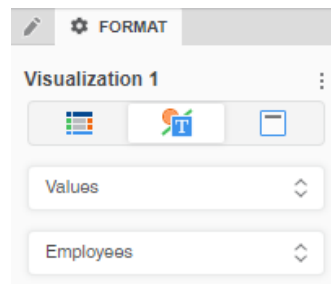 FORMAT
Visualization 1
T
Values
Employees